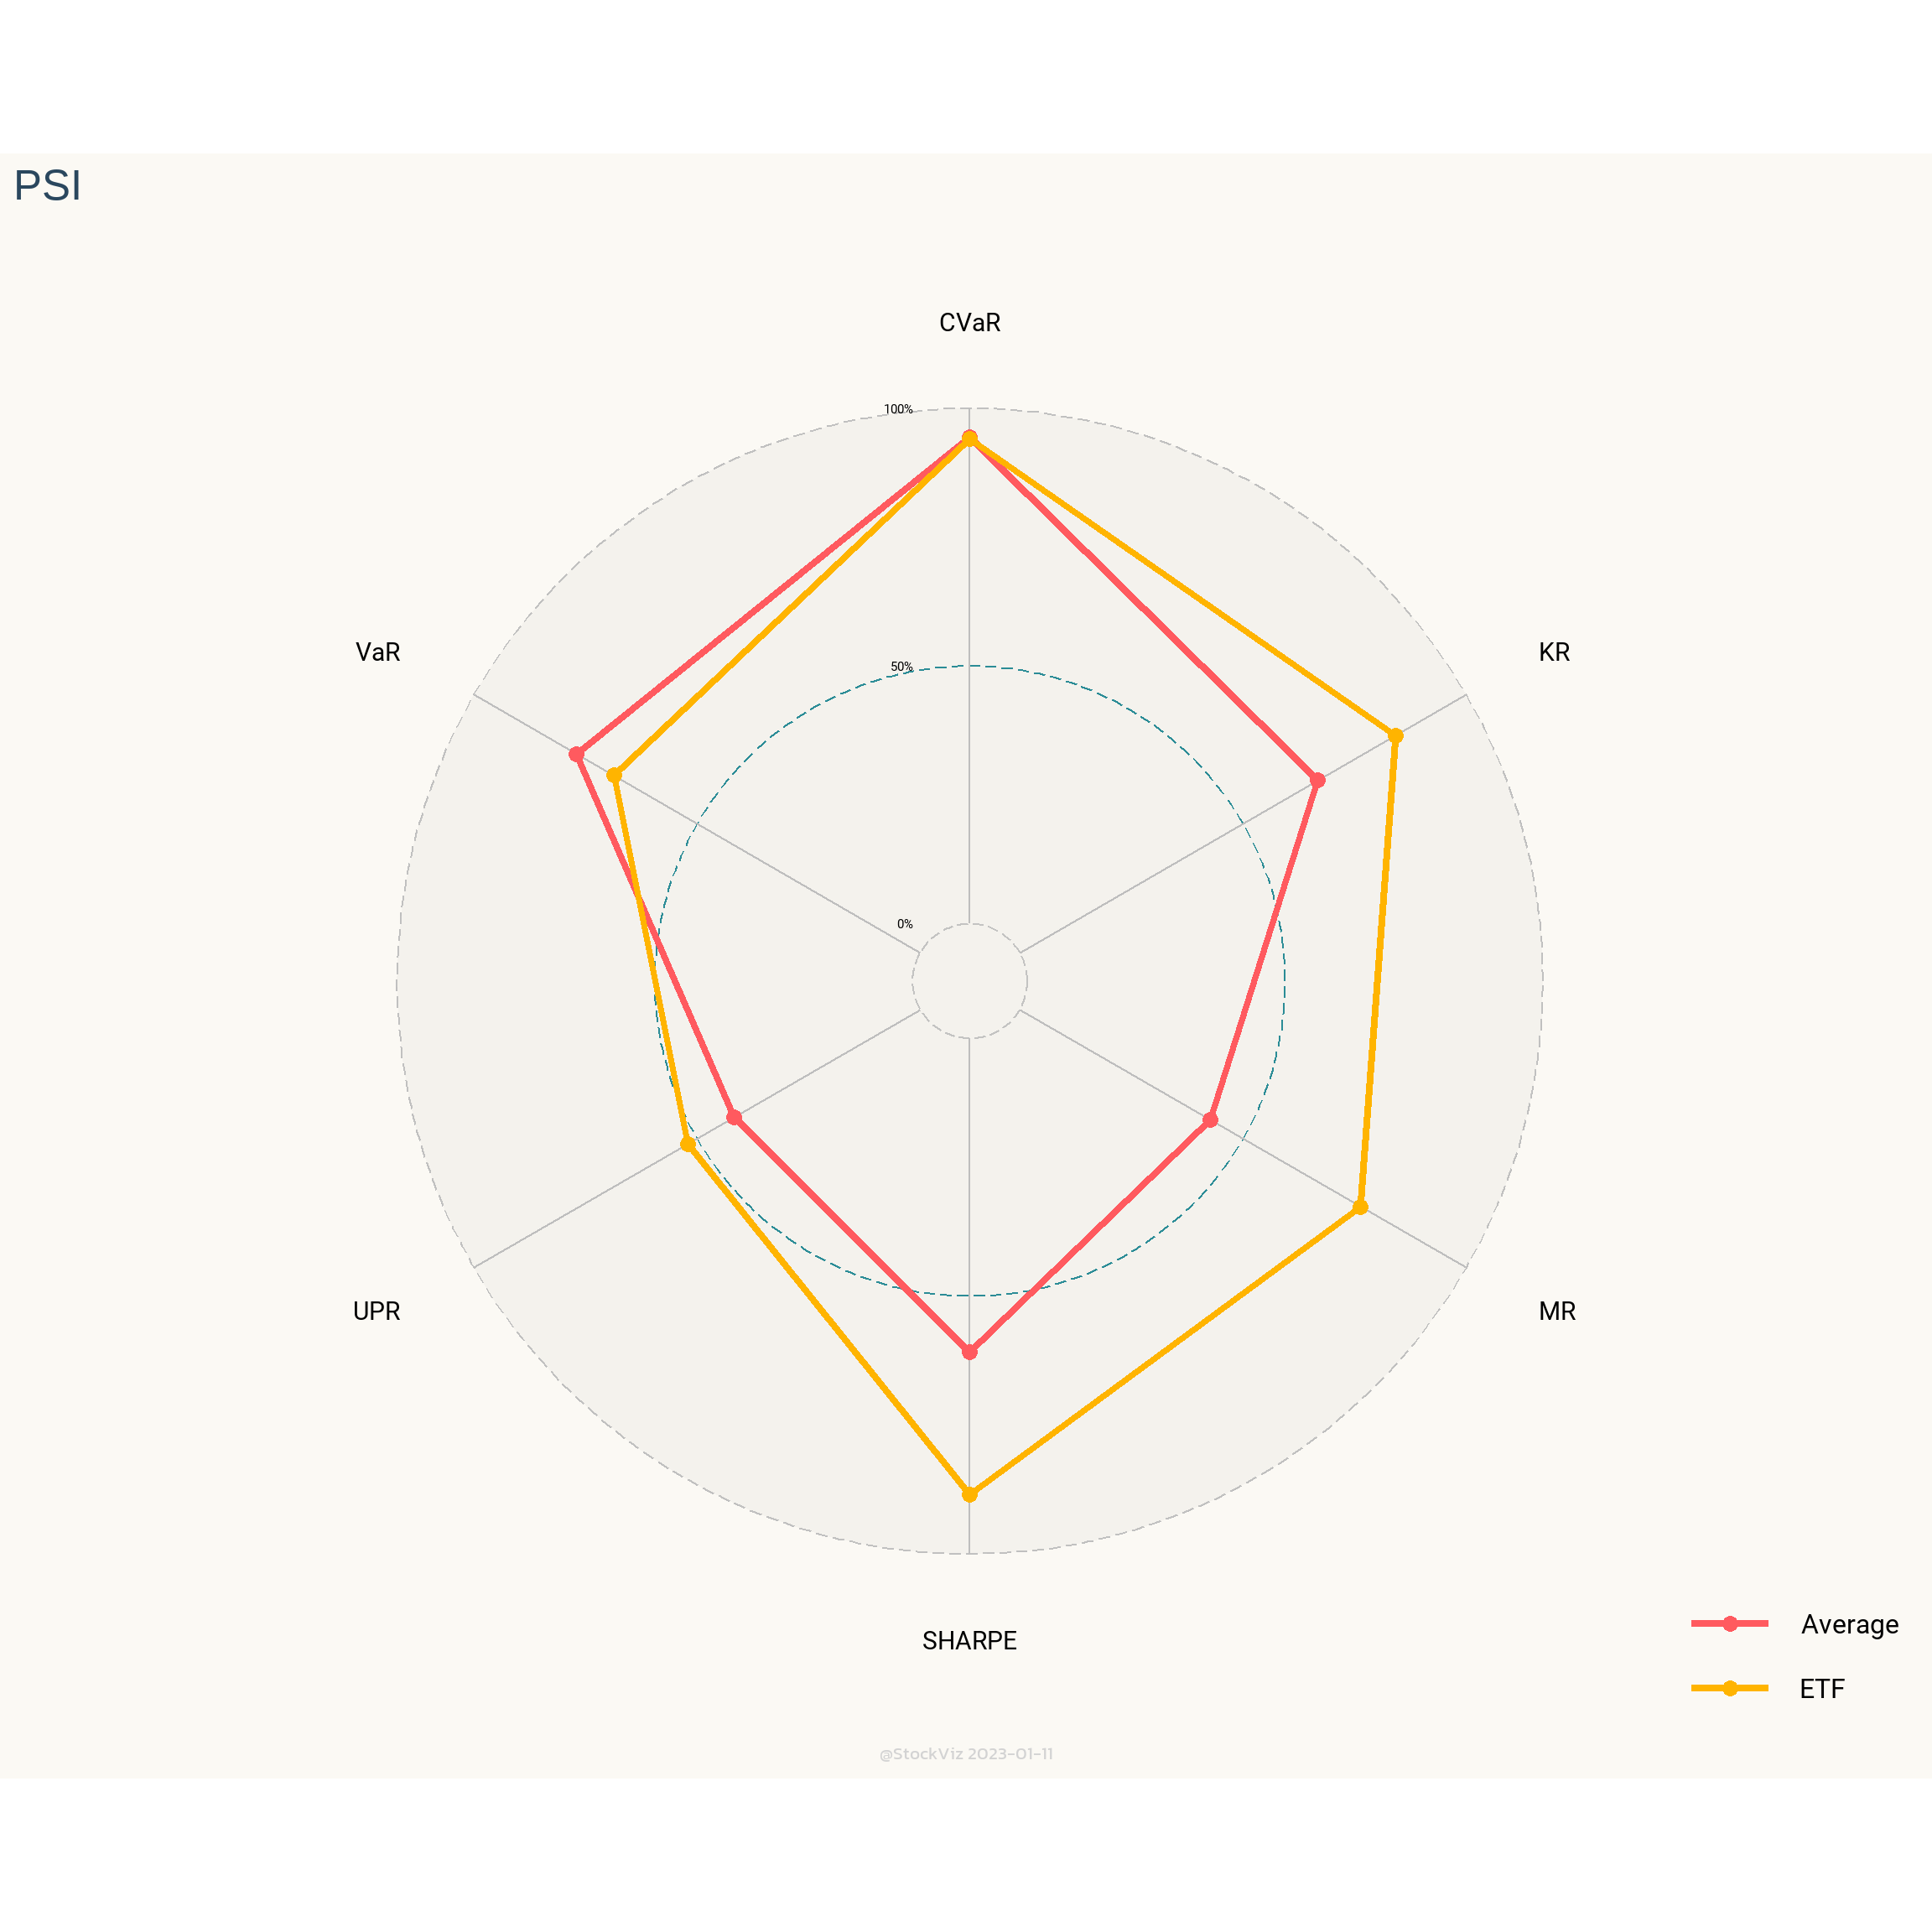 PSI
CVaR
100%
VaR
KR
50%
0%
UPR
MR
SHARPE
Average
ETF
@StockViz 2023-01-11